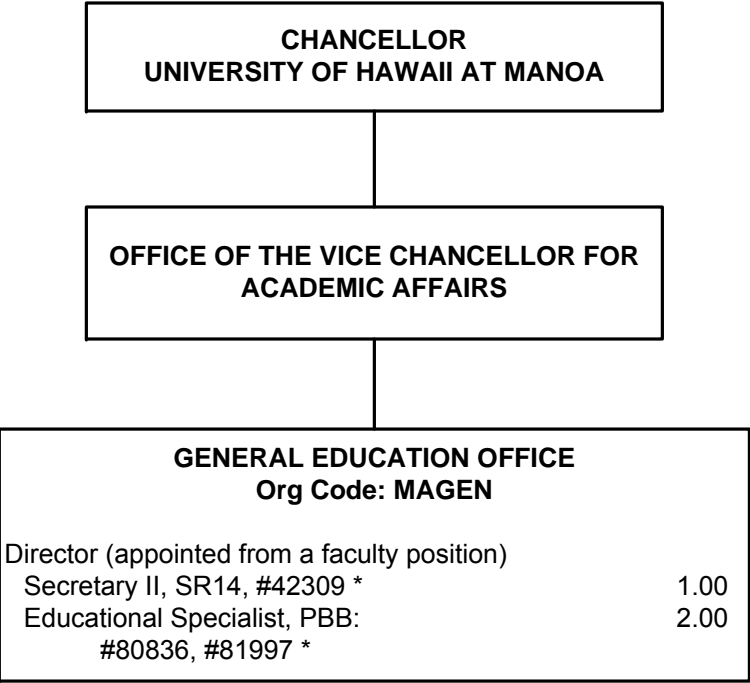 CHANCELLOR
UNIVERSITY OF HAWAII AT MANOA
OFFICE OF THE VICE CHANCELLOR FOR
ACADEMIC AFFAIRS
GENERAL EDUCATION OFFICE
Org Code: MAGEN
Director (appointed from a faculty position)
Secretary II, SR14, #42309 * 1.00
Educational Specialist, PBB: 2.00
#80836, #81997 *